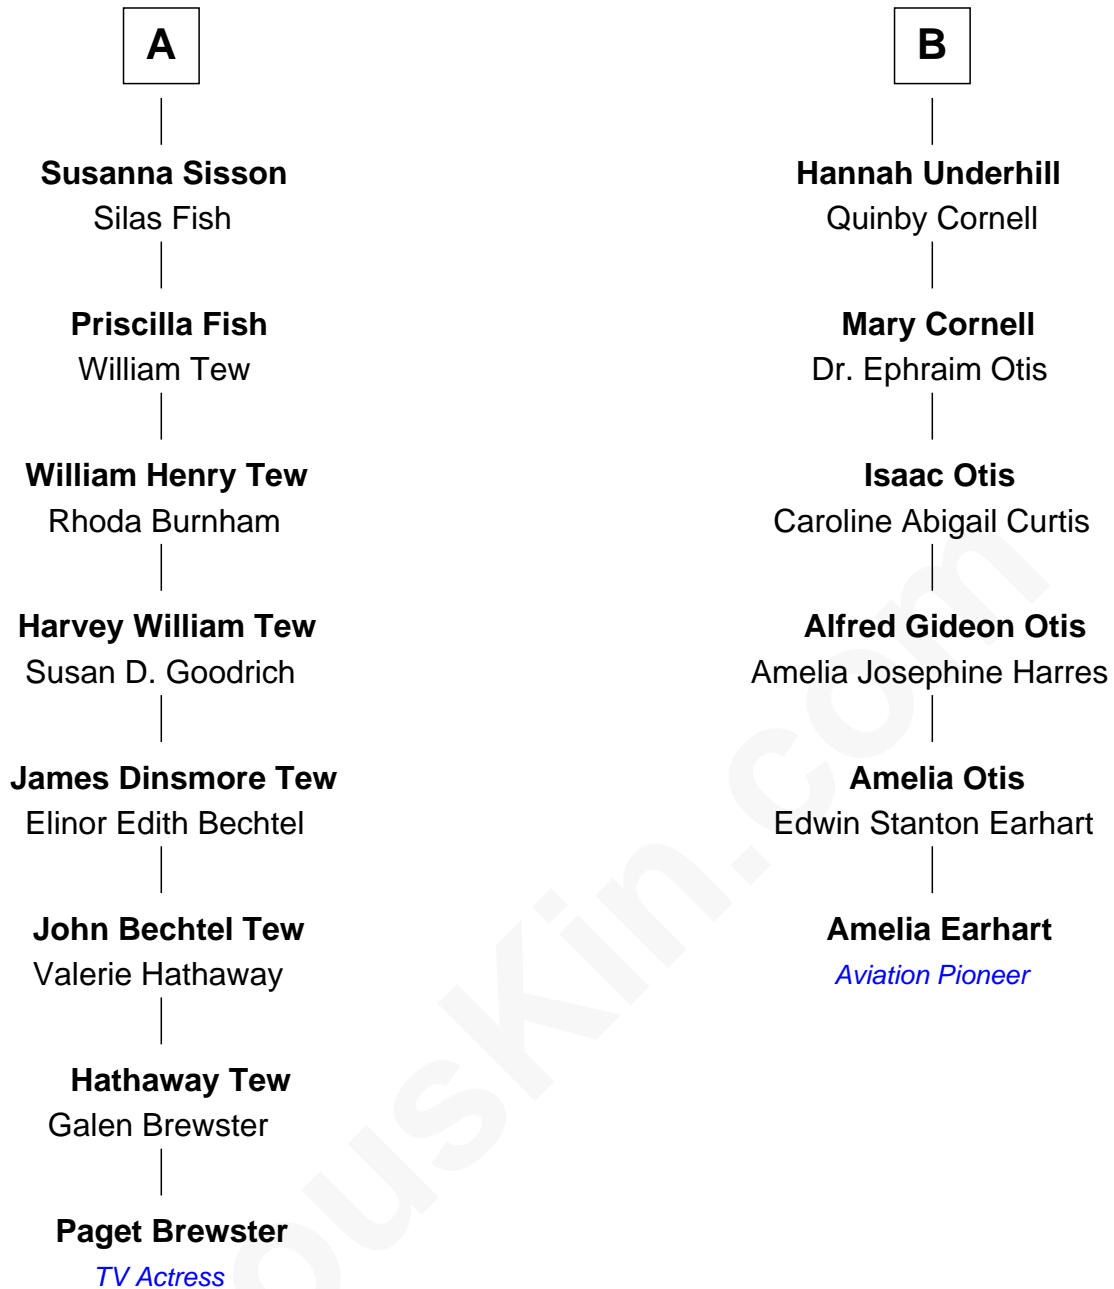 A
Susanna Sisson
Silas Fish
Priscilla Fish
William Tew
William Henry Tew
Rhoda Burnham
Harvey William Tew
Susan D. Goodrich
James Dinsmore Tew
Elinor Edith Bechtel
John Bechtel Tew
Valerie Hathaway
Hathaway Tew
Galen Brewster
Paget Brewster
TV Actress
B
Hannah Underhill
Quinby Cornell
Mary Cornell
Dr. Ephraim Otis
Isaac Otis
Caroline Abigail Curtis
Alfred Gideon Otis
Amelia Josephine Harres
Amelia Otis
Edwin Stanton Earhart
Amelia Earhart
Aviation Pioneer
ousKin.com